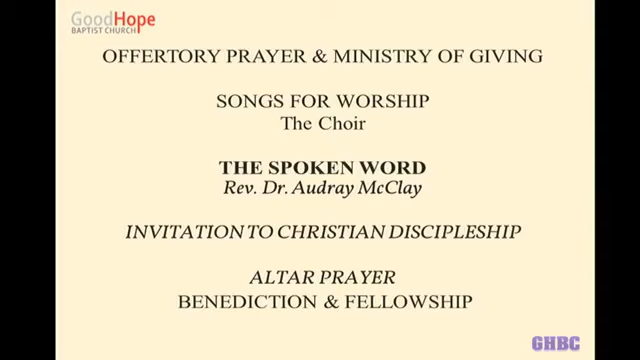 GoodHope
BAPTIST CHURCH
OFFERTORY PRAYER & MINISTRY OF GIVING
SONGS FOR WORSHIP
The Choir
THE SPOKEN WORD
Rev. Dr. Audray McClay
INVITATION TO CHRISTIAN DISCIPLESHIP
ALTAR PRAYER
BENEDICTION & FELLOWSHIP
GHBC